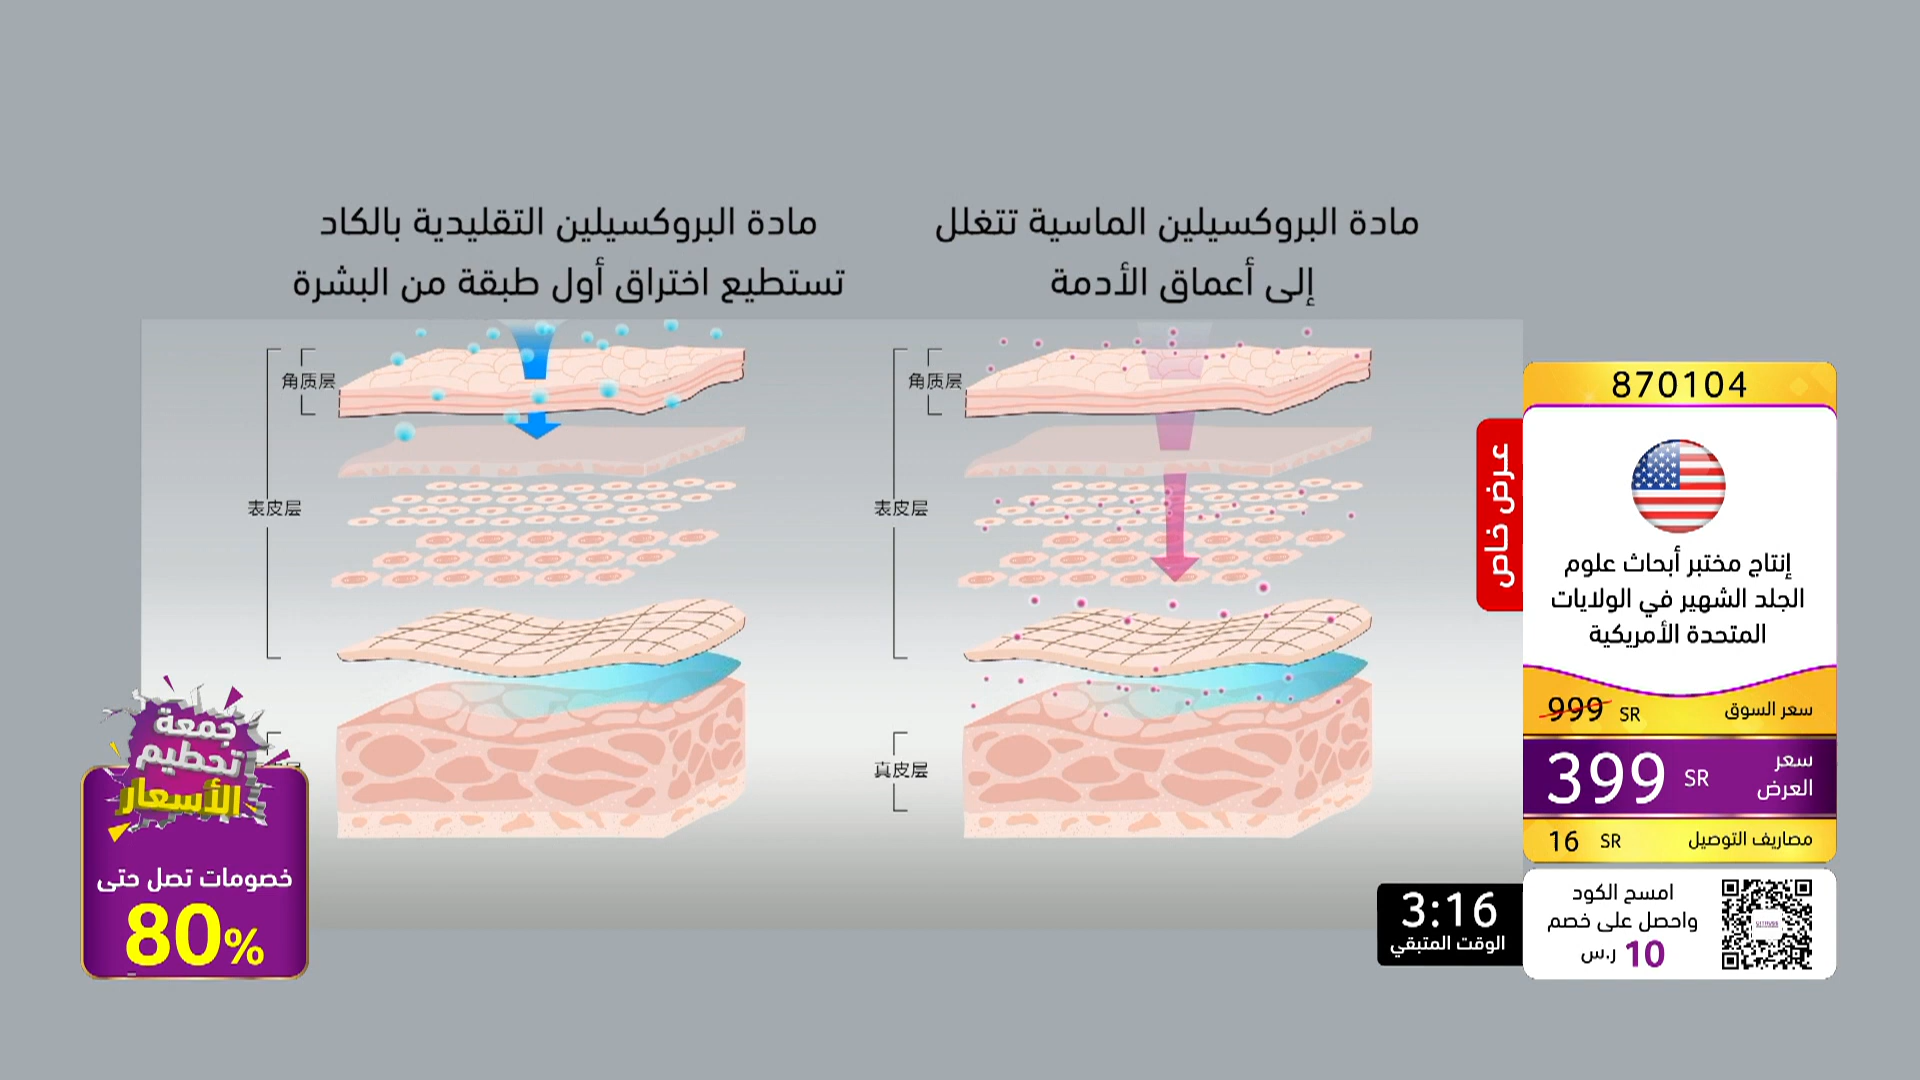 مادة البروكسيلين الماسية تتغلل
إلى أعماق الأدمة
مادة البروكسيلين التقليدية بالكاد
تستطيع اختراق أول طبقة من البشرة
角质层
表皮层
角质层
表皮层
真皮层
870104
عرض خاص
إنتاج مختبر أبحاث علوم
الجلد الشهير في الولايات
المتحدة الأمريكية
سعر السوق 999 SR
سعر العرض 399 SR
مصاريف التوصيل 16 SR
امسح الكود
واحصل على خصم
10 ر.س
3:16
الوقت المتبقي
جمعة
تحطيم
الأسعار
خصومات تصل حتى
80%